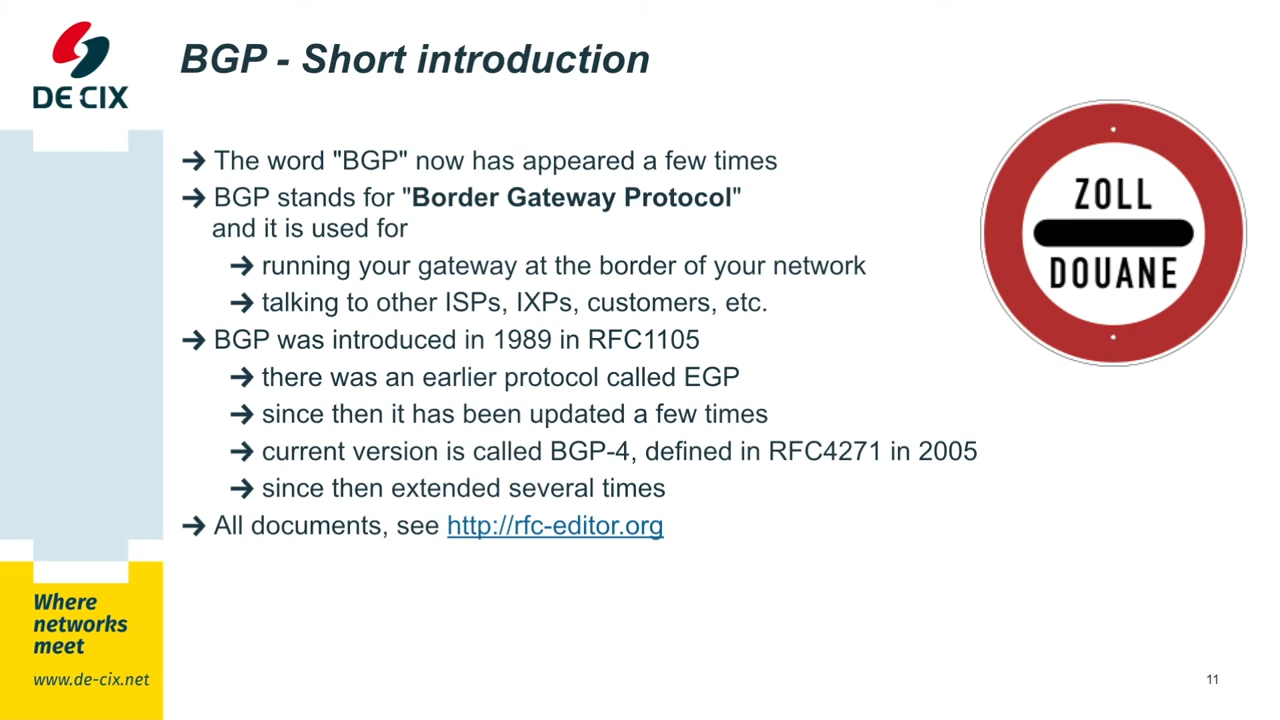 DE CIX
BGP - Short introduction
→ The word "BGP" now has appeared a few times
→ BGP stands for "Border Gateway Protocol"
and it is used for
→ running your gateway at the border of your network
→ talking to other ISPs, IXPs, customers, etc.
→ BGP was introduced in 1989 in RFC1105
→ there was an earlier protocol called EGP
→ since then it has been updated a few times
→ current version is called BGP-4, defined in RFC4271 in 2005
→ since then extended several times
→ All documents, see http://rfc-editor.org
ZOLL
DOUANE
Where
networks
meet
www.de-cix.net
11